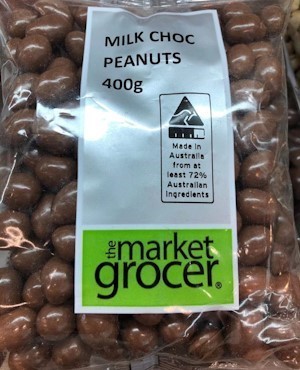 MILK CHOC
PEANUTS
400g
Made in
Australia
from at
least 72%
Australian
ingredients
the market
grocer®